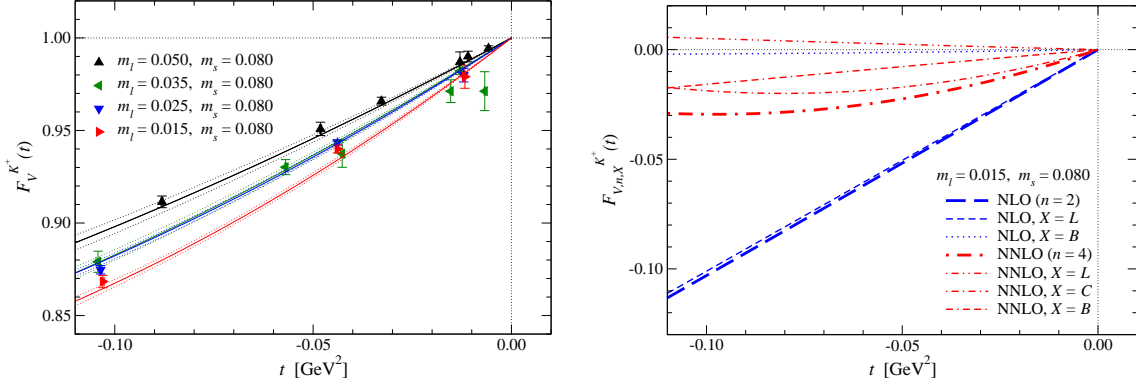 1.00
0.95
0.90
0.85
F_V^{K^+}(t)
m_l = 0.050, m_s = 0.080
m_l = 0.035, m_s = 0.080
m_l = 0.025, m_s = 0.080
m_l = 0.015, m_s = 0.080
-0.10
-0.05
0.00
t [GeV^2]
0.00
-0.05
-0.10
F_{V,n,X}^{K^+}(t)
m_l = 0.015, m_s = 0.080
NLO (n = 2)
NLO, X = L
NLO, X = B
NNLO (n = 4)
NNLO, X = L
NNLO, X = C
NNLO, X = B
-0.10
-0.05
0.00
t [GeV^2]